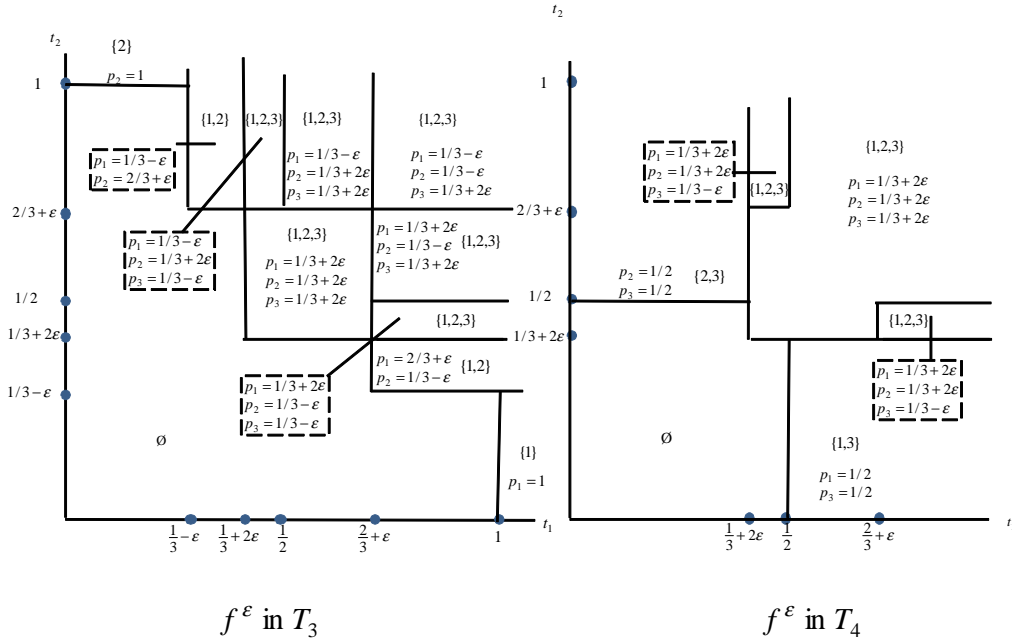 t₂
{2}
1
p₂ = 1
{1,2}
{1,2,3}
{1,2,3}
{1,2,3}
p₁ = 1/3 − ε
p₂ = 2/3 + ε
p₁ = 1/3 − ε
p₂ = 1/3 + 2ε
p₃ = 1/3 + 2ε
p₁ = 1/3 − ε
p₂ = 1/3 − ε
p₃ = 1/3 + 2ε
2/3 + ε
p₁ = 1/3 − ε
p₂ = 1/3 + 2ε
p₃ = 1/3 − ε
{1,2,3}
p₁ = 1/3 + 2ε
p₂ = 1/3 + 2ε
p₃ = 1/3 + 2ε
p₁ = 1/3 + 2ε
p₂ = 1/3 − ε {1,2,3}
p₃ = 1/3 + 2ε
1/2
{1,2,3}
1/3 + 2ε
p₁ = 2/3 + ε
p₂ = 1/3 − ε {1,2}
p₁ = 1/3 + 2ε
p₂ = 1/3 − ε
p₃ = 1/3 − ε
1/3 − ε
Ø
{1}
p₁ = 1
t₁
1/3 − ε
1/3 + 2ε
1/2
2/3 + ε
1
f^ε in T₃
t₂
1
p₁ = 1/3 + 2ε
p₂ = 1/3 + 2ε
p₃ = 1/3 − ε
{1,2,3}
{1,2,3}
p₁ = 1/3 + 2ε
p₂ = 1/3 + 2ε
p₃ = 1/3 + 2ε
2/3 + ε
p₂ = 1/2
p₃ = 1/2
{2,3}
1/2
1/3 + 2ε
{1,2,3}
p₁ = 1/3 + 2ε
p₂ = 1/3 + 2ε
p₃ = 1/3 − ε
Ø
{1,3}
p₁ = 1/2
p₃ = 1/2
t
1/3 + 2ε
1/2
2/3 + ε
f^ε in T₄